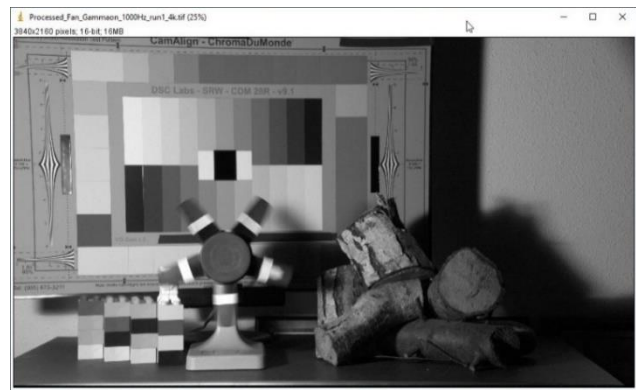 Processed_Fan_Gammaon_1000Hz_run1_4k.tif (25%)
3840x2160 pixels; 16-bit; 16MB
CamAlign - ChromaDuMonde
DSC Labs - SRW - CDM 28R - v9.1